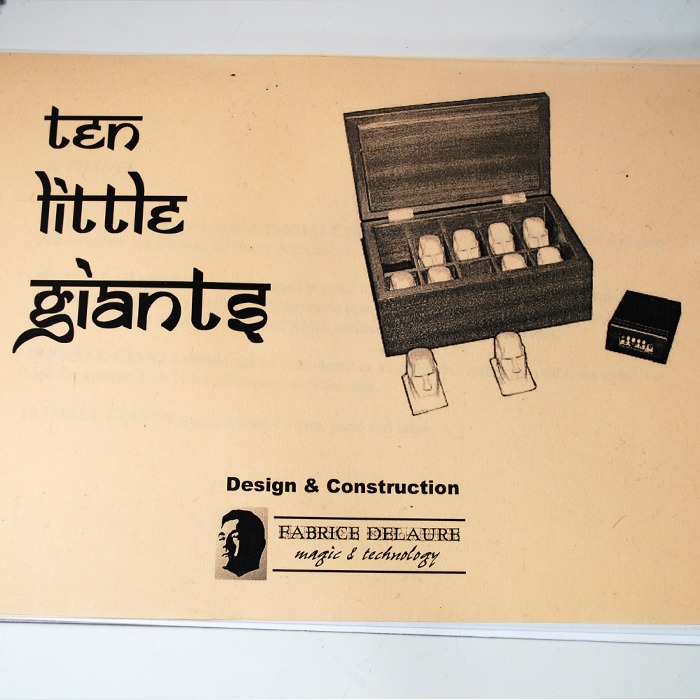 ten
little
giants
Design & Construction
FABRICE DELAURE
magic & technology